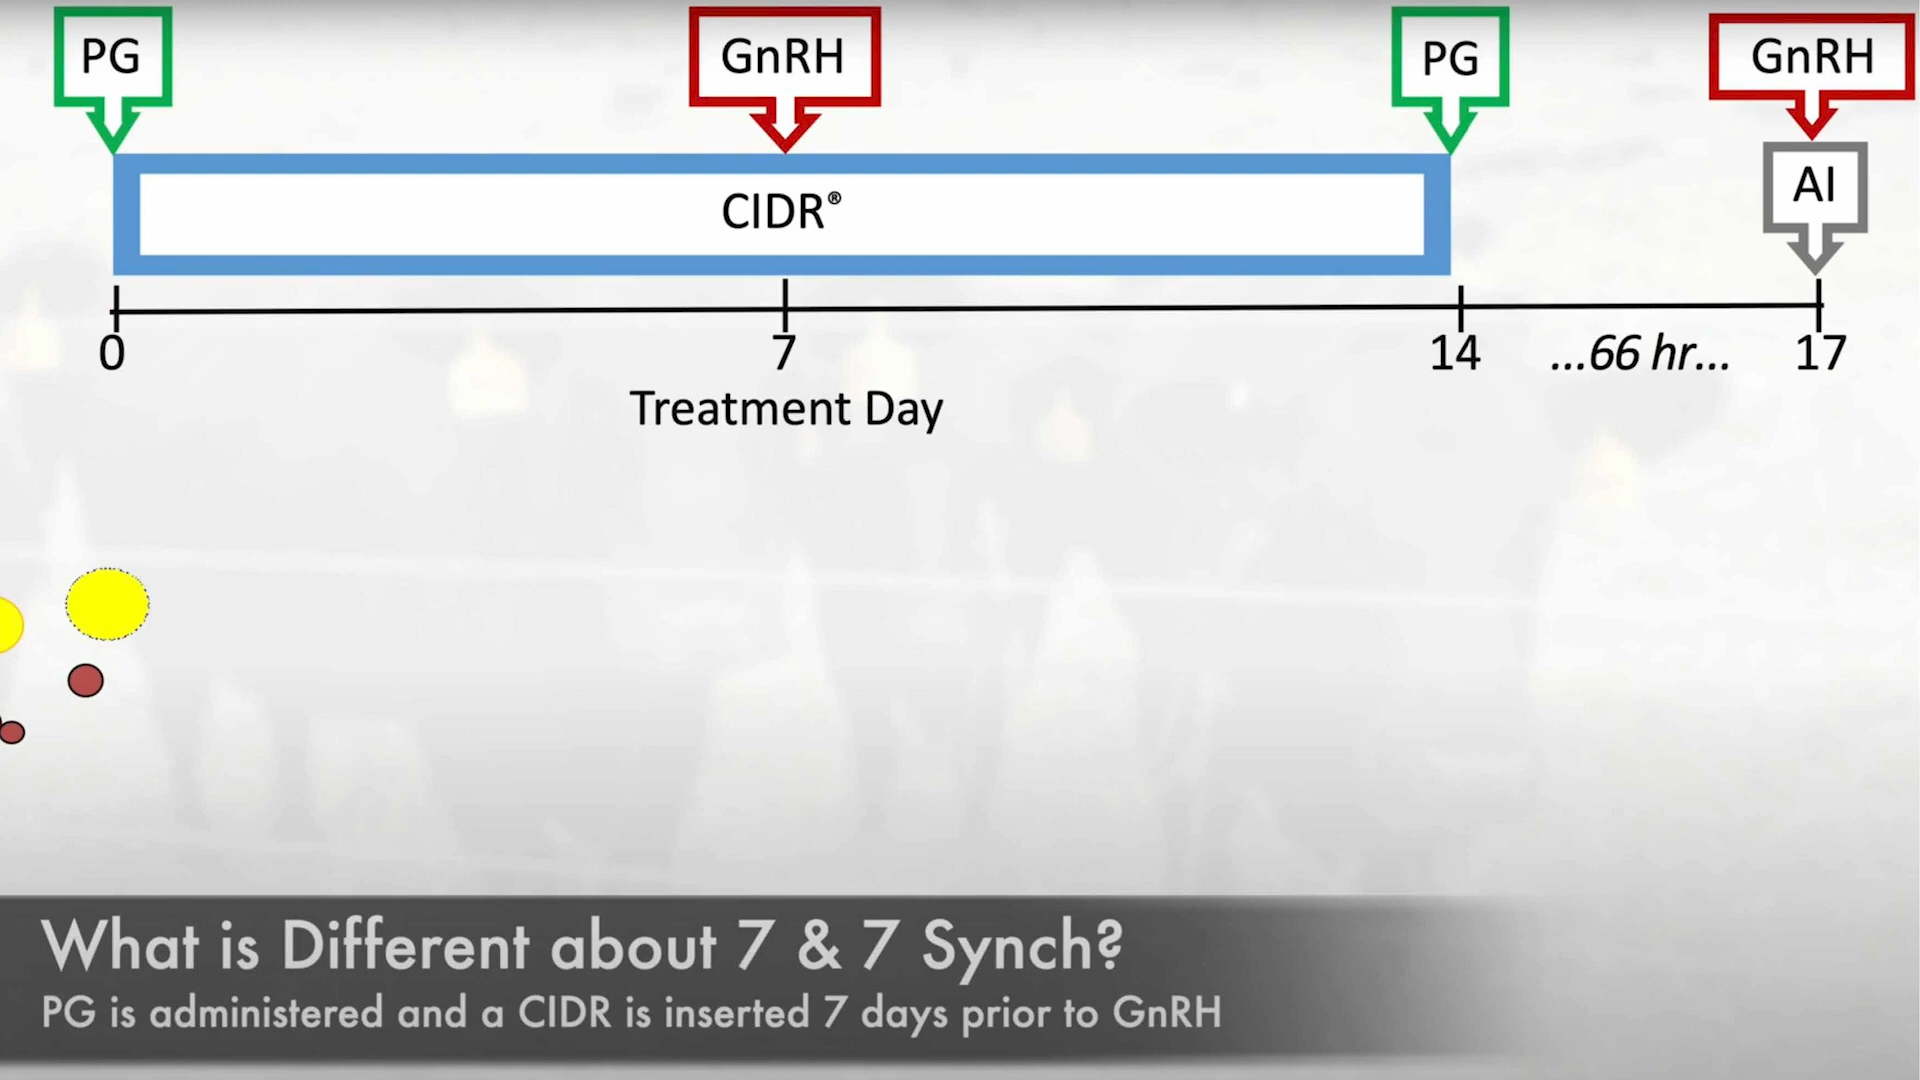 PG GnRH PG GnRH
CIDR® AI
0 7 14 ...66 hr... 17
Treatment Day
What is Different about 7 & 7 Synch?
PG is administered and a CIDR is inserted 7 days prior to GnRH